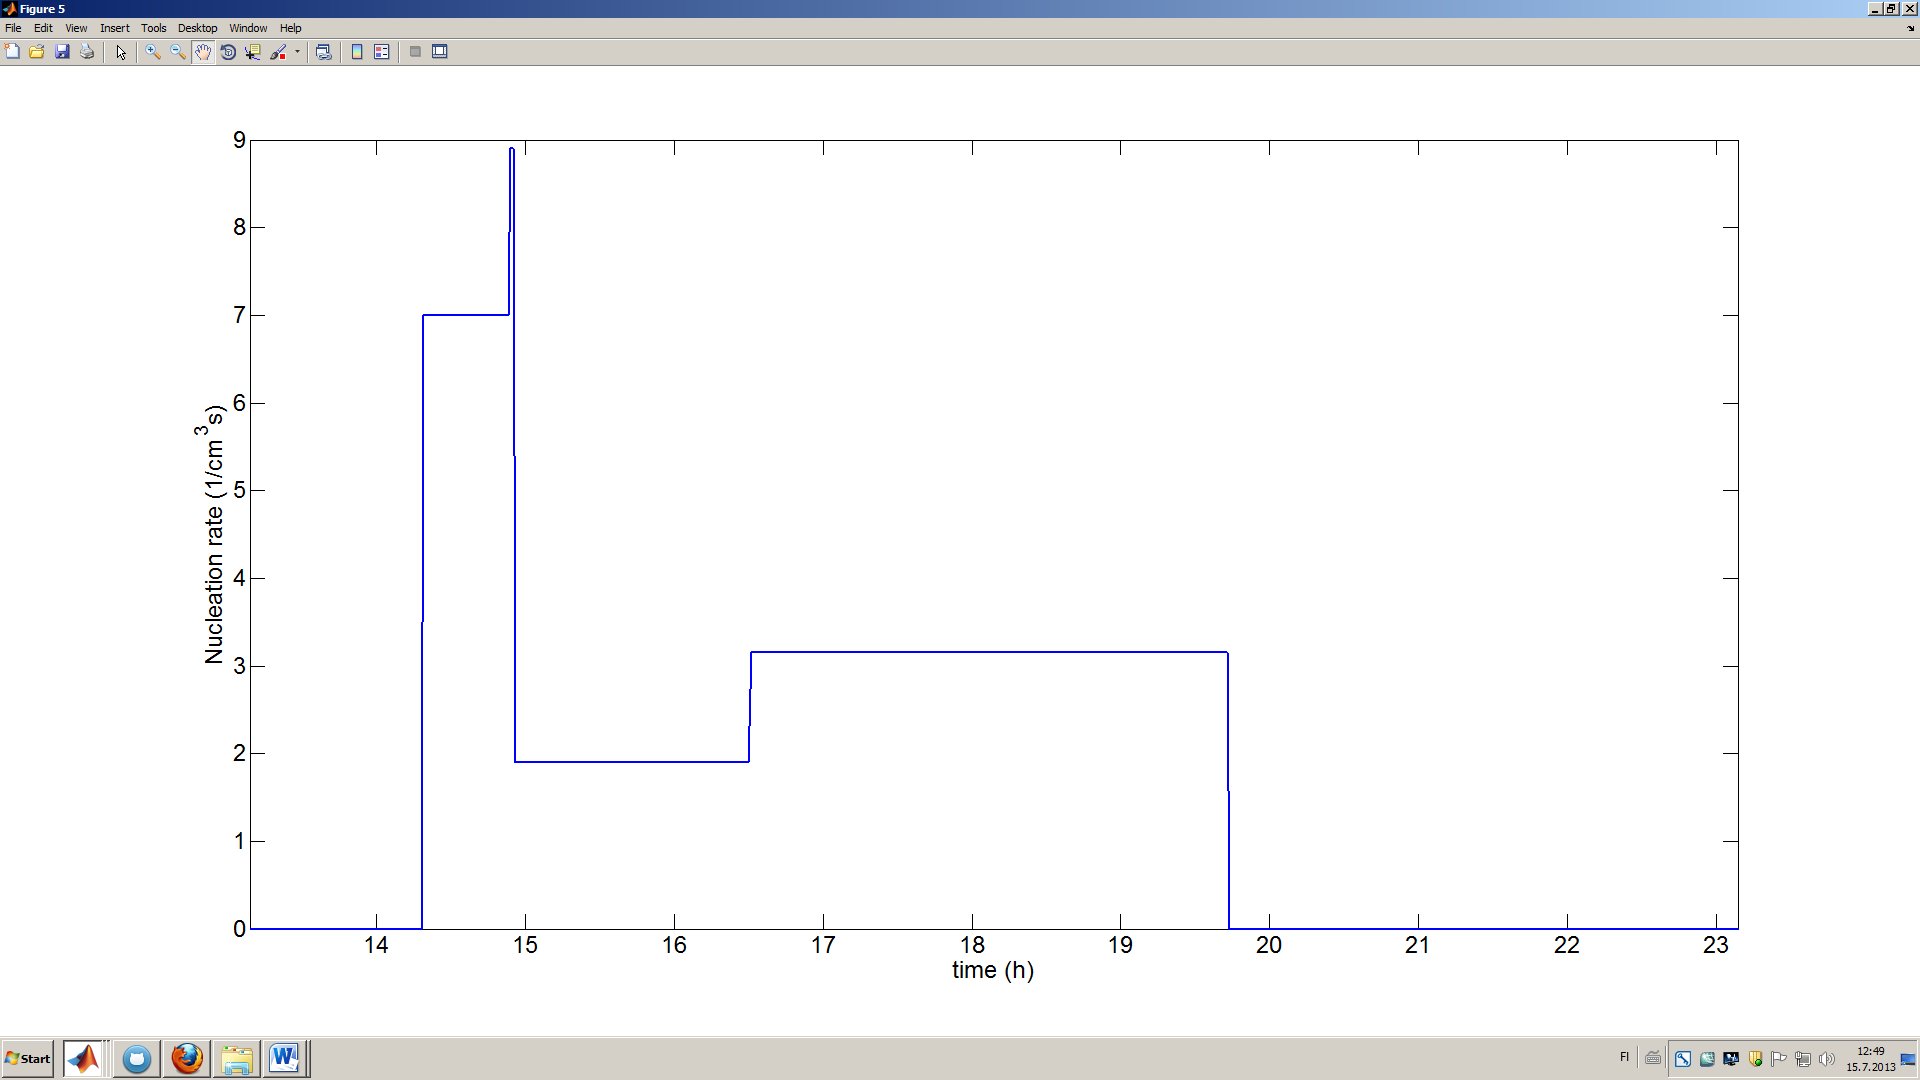 Figure 5
File Edit View Insert Tools Desktop Window Help
9
8
7
6
5
4
3
2
1
0
Nucleation rate (1/cm³s)
14 15 16 17 18 19 20 21 22 23
time (h)
Start
FI
12:49
15.7.2013